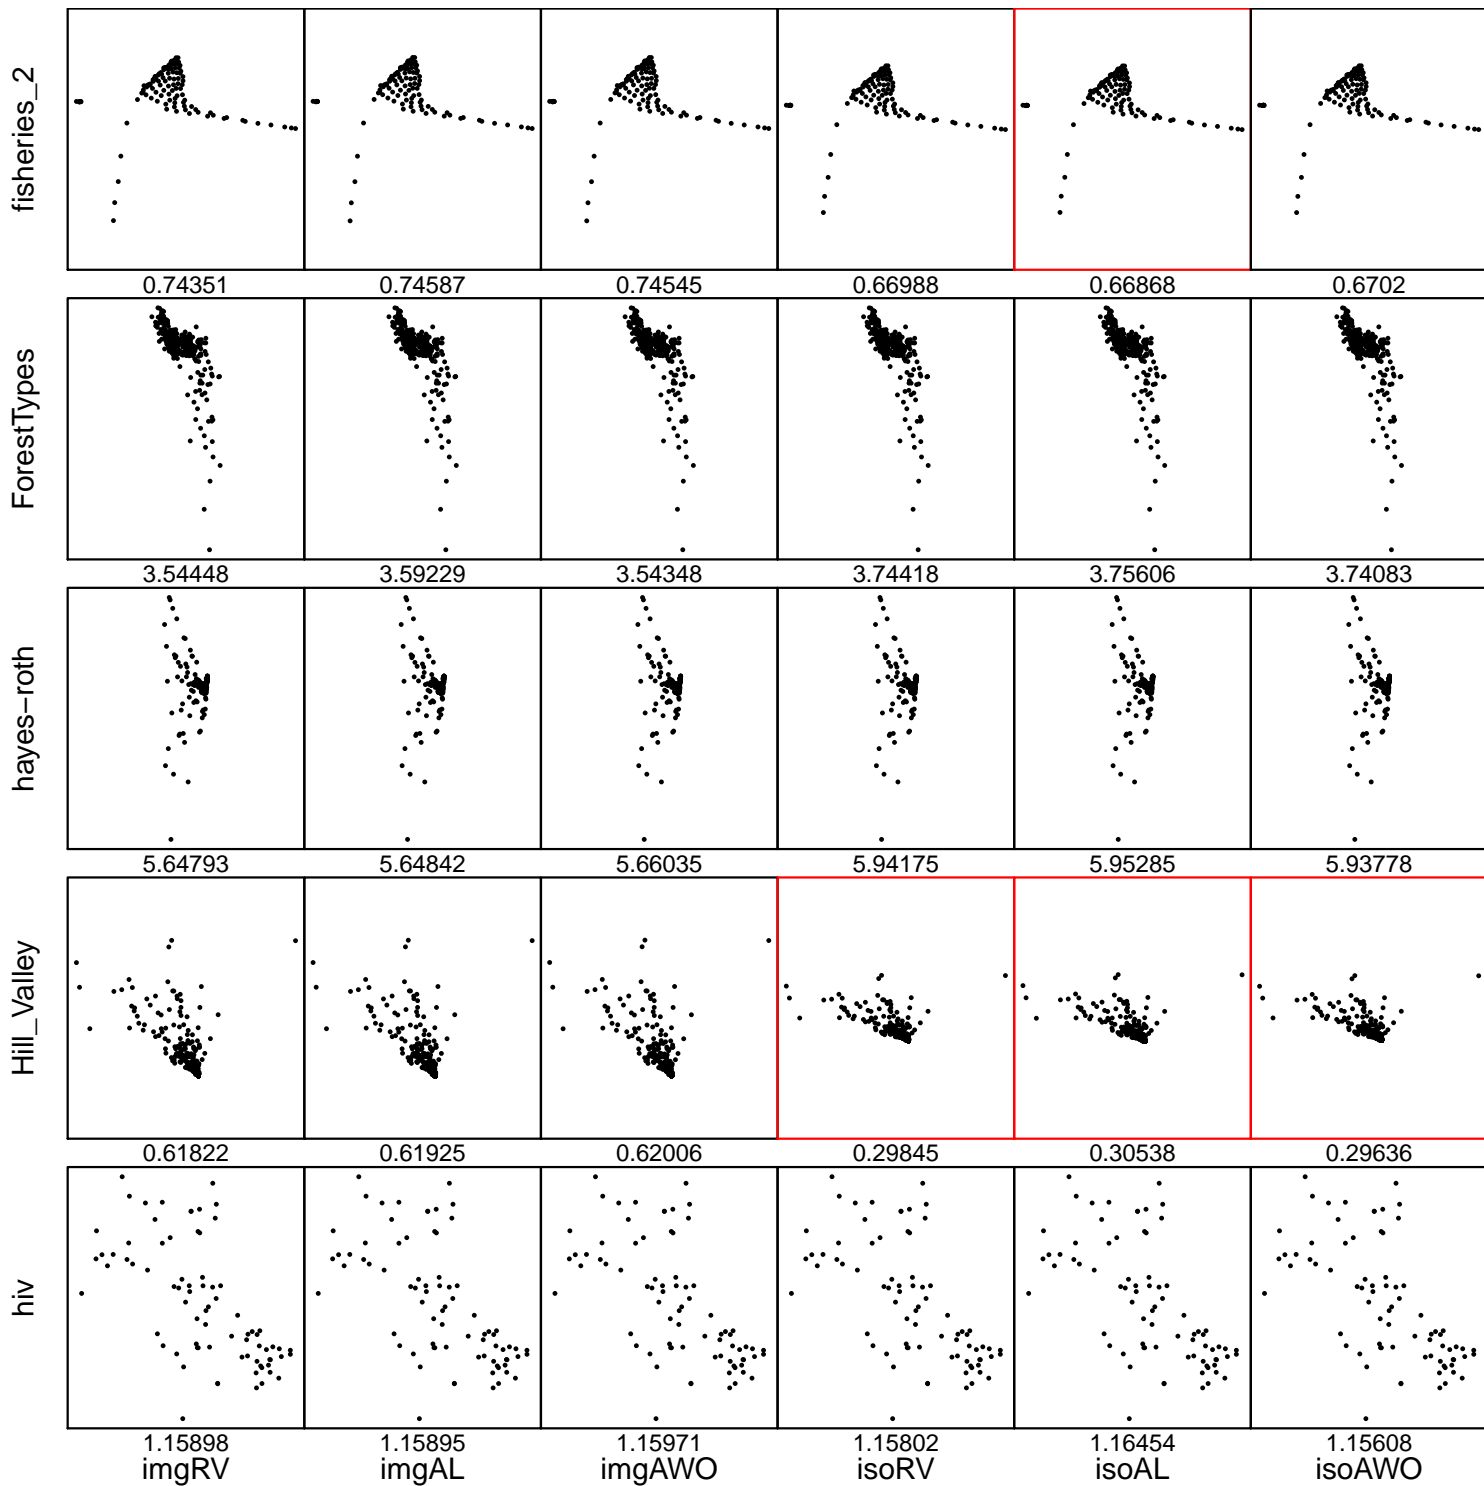 fisheries_2
0.74351 0.74587 0.74545 0.66988 0.66868 0.6702
ForestTypes
3.54448 3.59229 3.54348 3.74418 3.75606 3.74083
hayes-roth
5.64793 5.64842 5.66035 5.94175 5.95285 5.93778
Hill_Valley
0.61822 0.61925 0.62006 0.29845 0.30538 0.29636
hiv
1.15898 1.15895 1.15971 1.15802 1.16454 1.15608
imgRV imgAL imgAWO isoRV isoAL isoAWO